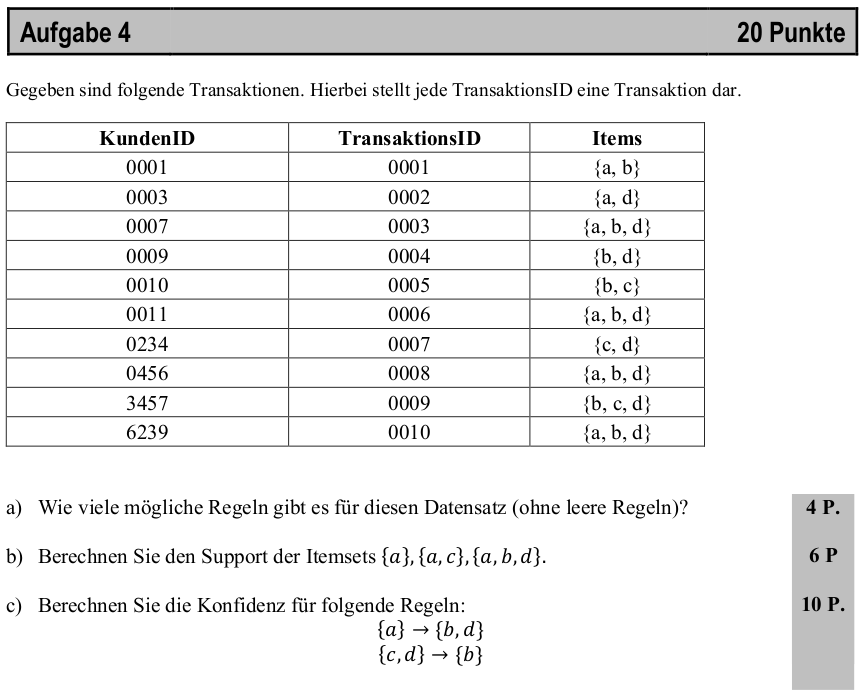 Aufgabe 4 20 Punkte
Gegeben sind folgende Transaktionen. Hierbei stellt jede TransaktionsID eine Transaktion dar.
KundenID TransaktionsID Items
0001 0001 {a, b}
0003 0002 {a, d}
0007 0003 {a, b, d}
0009 0004 {b, d}
0010 0005 {b, c}
0011 0006 {a, b, d}
0234 0007 {c, d}
0456 0008 {a, b, d}
3457 0009 {b, c, d}
6239 0010 {a, b, d}
a) Wie viele mögliche Regeln gibt es für diesen Datensatz (ohne leere Regeln)? 4 P.
b) Berechnen Sie den Support der Itemsets {a}, {a, c}, {a, b, d}. 6 P
c) Berechnen Sie die Konfidenz für folgende Regeln: 10 P.
{a} → {b, d}
{c, d} → {b}